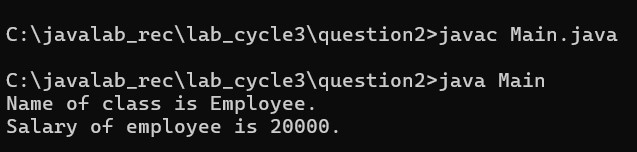 C:\javalab_rec\lab_cycle3\question2>javac Main.java
C:\javalab_rec\lab_cycle3\question2>java Main
Name of class is Employee.
Salary of employee is 20000.